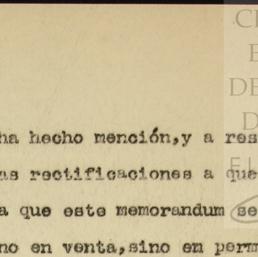 ha hecho mención,y a res
as rectificaciones a que
a que este memorandum se
no en venta,sino en perm